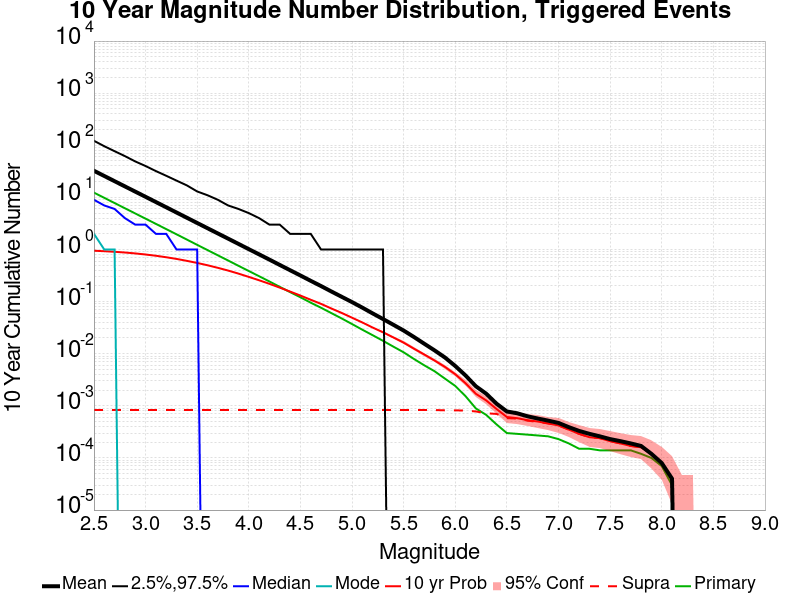 10 Year Magnitude Number Distribution, Triggered Events
10 Year Cumulative Number
10 4
10 3
10 2
10 1
10 0
10 -1
10 -2
10 -3
10 -4
10 -5
2.5 3.0 3.5 4.0 4.5 5.0 5.5 6.0 6.5 7.0 7.5 8.0 8.5 9.0
Magnitude
Mean 2.5%,97.5% Median Mode 10 yr Prob 95% Conf Supra Primary